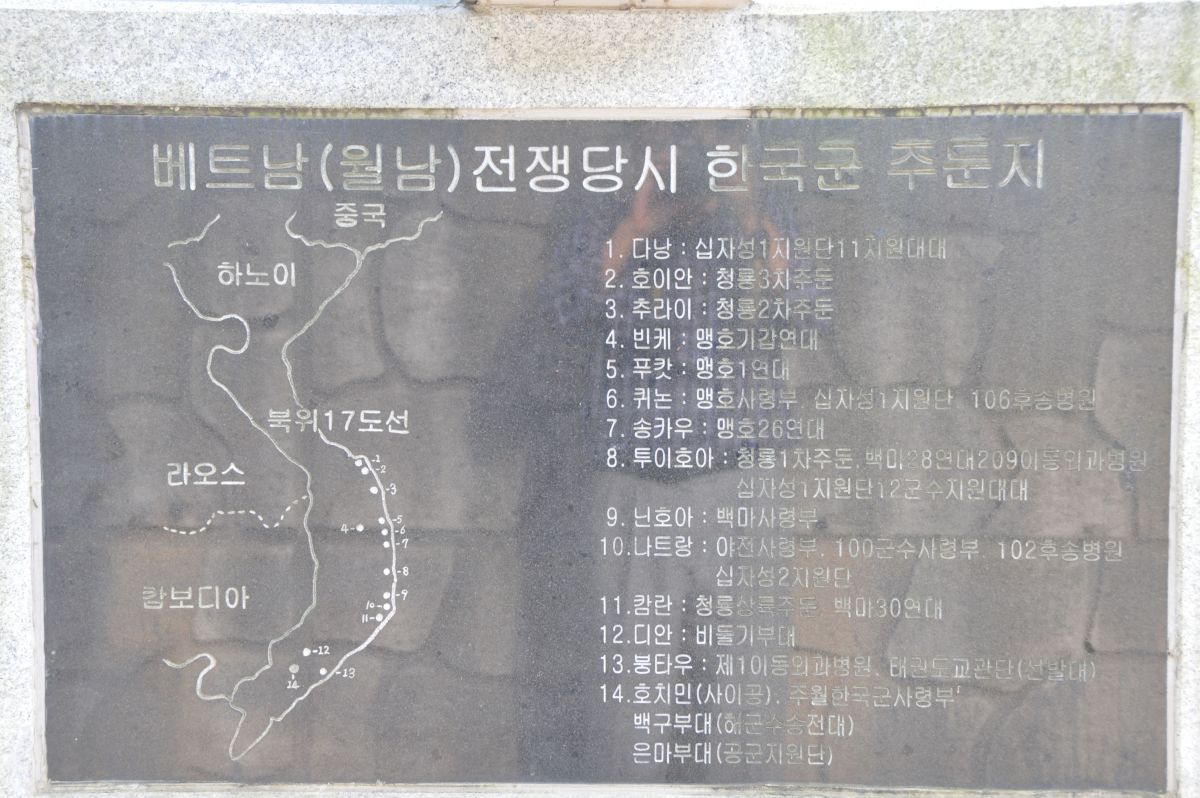 베트남(월남)전쟁당시 한국군 주둔지
중국
하노이
북위17도선
라오스
캄보디아
-1
-2
-3
4-
-5
-6
-7
-8
-9
10-
11-
-12
-13
14
1. 다낭 : 십자성1지원단11지원대대
2. 호이안 : 청룡3차주둔
3. 추라이 : 청룡2차주둔
4. 빈케 : 맹호기갑연대
5. 푸캇 : 맹호1연대
6. 퀴논 : 맹호사령부, 십자성1지원단, 106후송병원
7. 송카우 : 맹호26연대
8. 투이호아 : 청룡1차주둔, 백마28연대209이동외과병원
십자성1지원단12군수지원대대
9. 닌호아 : 백마사령부
10.나트랑 : 야전사령부, 100군수사령부, 102후송병원
십자성2지원단
11.캄란 : 청룡상륙주둔, 백마30연대
12.디안 : 비둘기부대
13.붕타우 : 제1이동외과병원, 태권도교관단(선발대)
14.호치민(사이공), 주월한국군사령부
백구부대(해군수송전대)
은마부대(공군지원단)